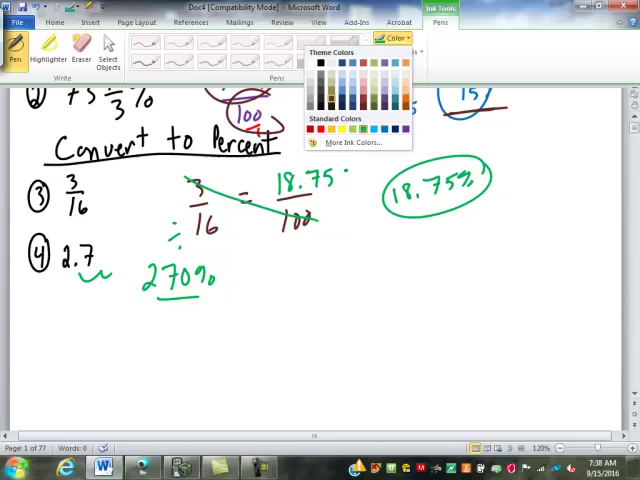 Doc4 [Compatibility Mode] - Microsoft Word
Ink Tools
File Home Insert Page Layout References Mailings Review View Add-Ins Acrobat Pens
Pen Highlighter Eraser Select Objects
Color
Write Pens
Theme Colors
Standard Colors
More Ink Colors...
② 1/3 %
100
15
Convert to Percent
③ 3/16
3/16 = 18.75/100
18.75%
÷
④ 2.7
270%
Page: 1 of 77 Words: 0 120%
7:38 AM
9/15/2016